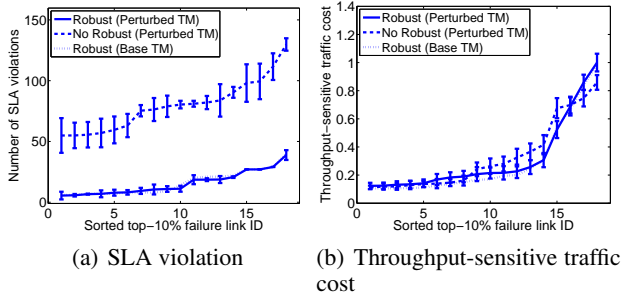 150
100
50
0
0
5
10
15
Number of SLA violations
Sorted top−10% failure link ID
Robust (Perturbed TM)
No Robust (Perturbed TM)
Robust (Base TM)
(a) SLA violation
1.4
1.2
1
0.8
0.6
0.4
0.2
0
0
5
10
15
Throughput−sensitive traffic cost
Sorted top−10% failure link ID
Robust (Perturbed TM)
No Robust (Perturbed TM)
Robust (Base TM)
(b) Throughput-sensitive traffic
cost